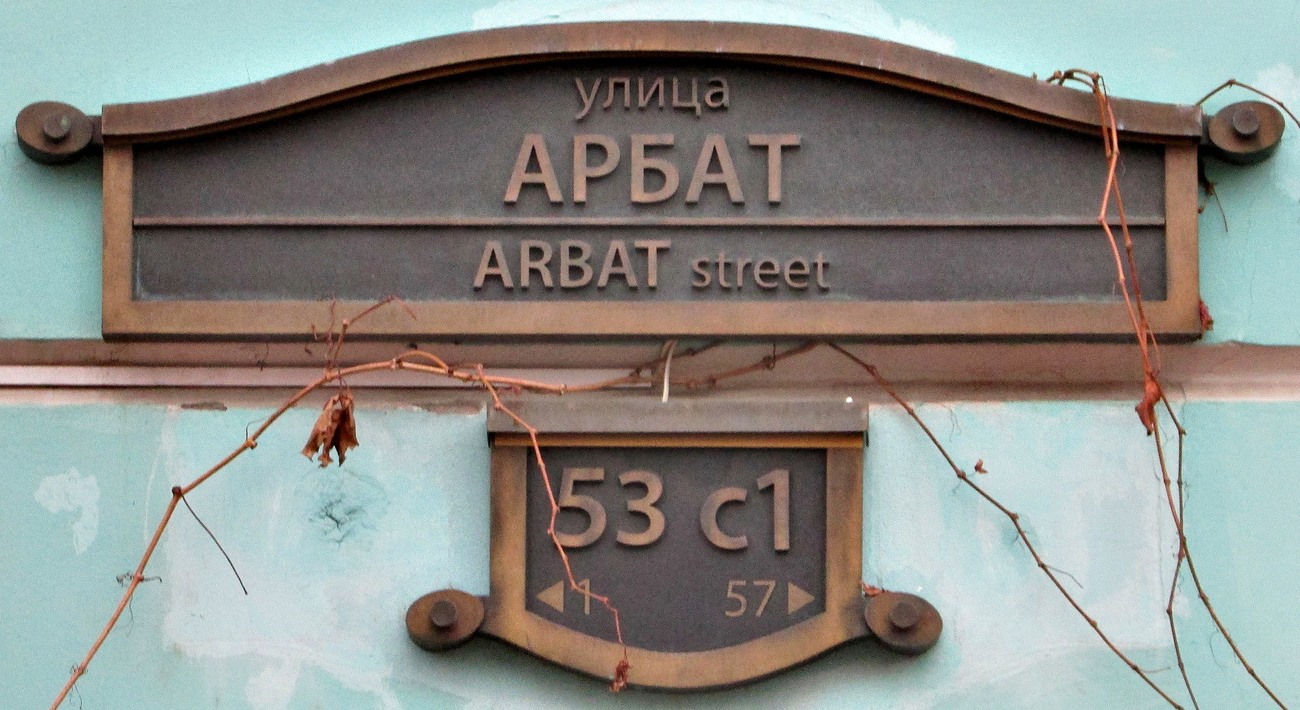 улица
АРБАТ
ARBAT street
53 с1
◀1 57▶